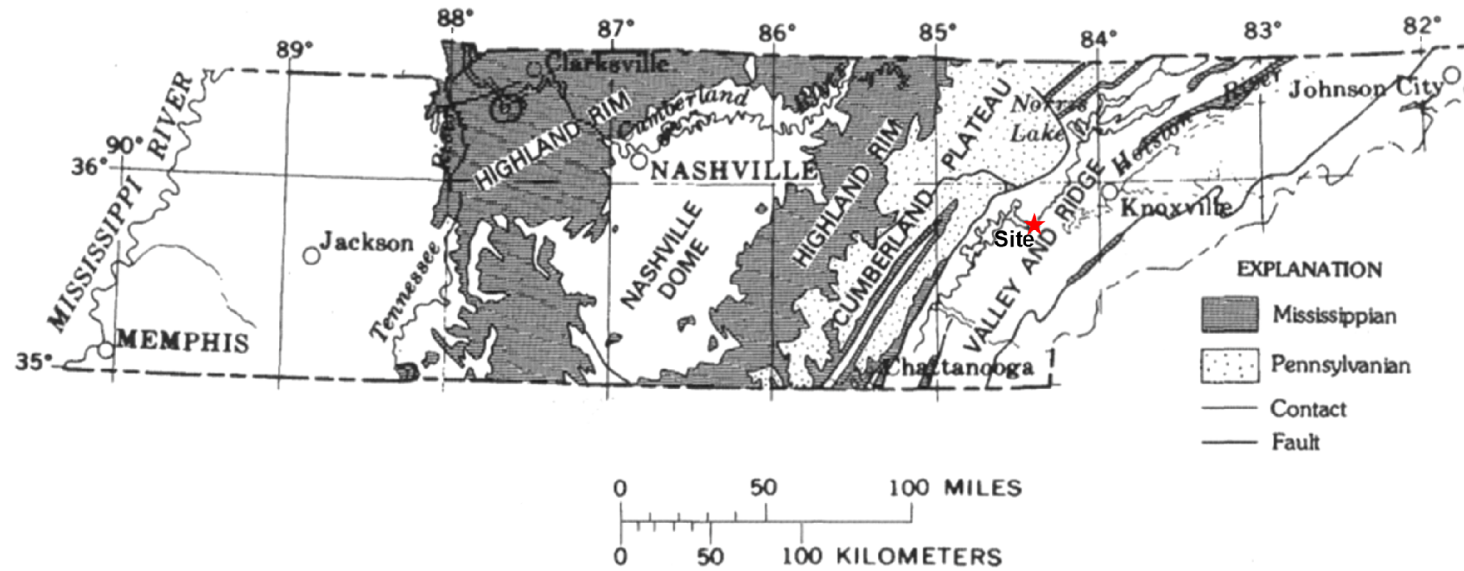 88°
87°
86°
85°
84°
83°
82°
89°
90°
36°
35°
MISSISSIPPI RIVER
Clarksville
River
HIGHLAND RIM
Cumberland River
NASHVILLE
Jackson
Tennessee
MEMPHIS
NASHVILLE
DOME
HIGHLAND RIM
CUMBERLAND PLATEAU
Norris
Lake
VALLEY AND RIDGE
Holston River
Johnson City
Knoxville
Site
Chattanooga
EXPLANATION
Mississippian
Pennsylvanian
Contact
Fault
0 50 100 MILES
0 50 100 KILOMETERS